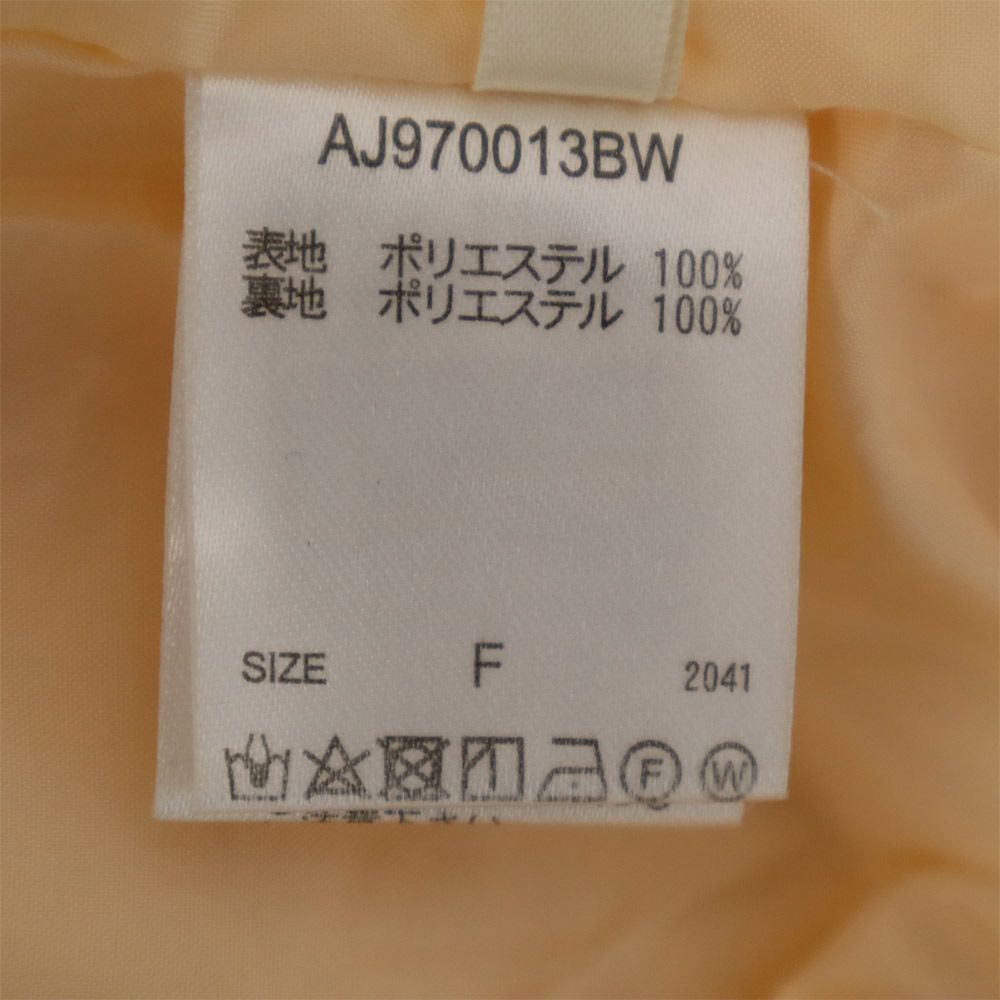 AJ970013BW
表地 ポリエステル 100%
裏地 ポリエステル 100%
SIZE F 2041
F W